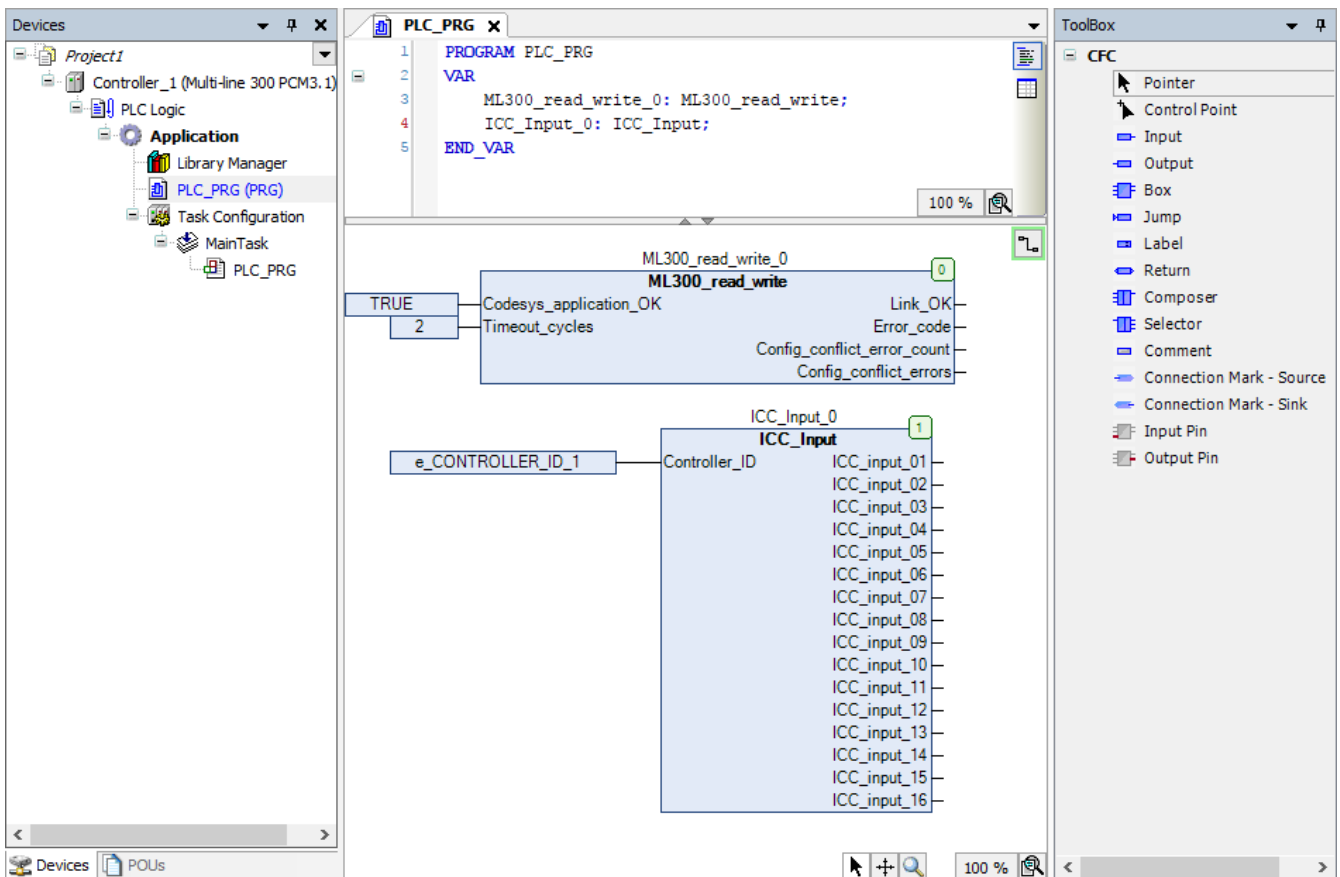 Devices
Project1
Controller_1 (Multi-line 300 PCM3.1)
PLC Logic
Application
Library Manager
PLC_PRG (PRG)
Task Configuration
MainTask
PLC_PRG
Devices
POUs
PLC_PRG X
1 PROGRAM PLC_PRG
2 VAR
3 ML300_read_write_0: ML300_read_write;
4 ICC_Input_0: ICC_Input;
5 END_VAR
100 %
ML300_read_write_0
ML300_read_write 0
TRUE Codesys_application_OK Link_OK
2 Timeout_cycles Error_code
Config_conflict_error_count
Config_conflict_errors
ICC_Input_0
ICC_Input 1
e_CONTROLLER_ID_1 Controller_ID ICC_input_01
ICC_input_02
ICC_input_03
ICC_input_04
ICC_input_05
ICC_input_06
ICC_input_07
ICC_input_08
ICC_input_09
ICC_input_10
ICC_input_11
ICC_input_12
ICC_input_13
ICC_input_14
ICC_input_15
ICC_input_16
100 %
ToolBox
CFC
Pointer
Control Point
Input
Output
Box
Jump
Label
Return
Composer
Selector
Comment
Connection Mark - Source
Connection Mark - Sink
Input Pin
Output Pin